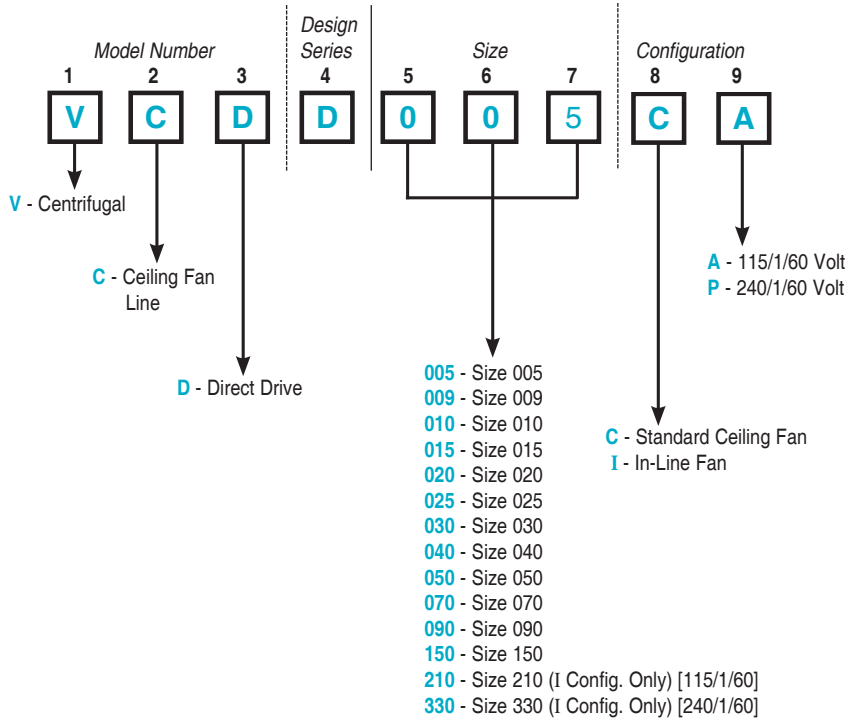 Model Number
Design
Series
Size
Configuration
1 2 3 4 5 6 7 8 9
V C D D 0 0 5 C A
V - Centrifugal
C - Ceiling Fan
Line
D - Direct Drive
005 - Size 005
009 - Size 009
010 - Size 010
015 - Size 015
020 - Size 020
025 - Size 025
030 - Size 030
040 - Size 040
050 - Size 050
070 - Size 070
090 - Size 090
150 - Size 150
210 - Size 210 (I Config. Only) [115/1/60]
330 - Size 330 (I Config. Only) [240/1/60]
C - Standard Ceiling Fan
I - In-Line Fan
A - 115/1/60 Volt
P - 240/1/60 Volt